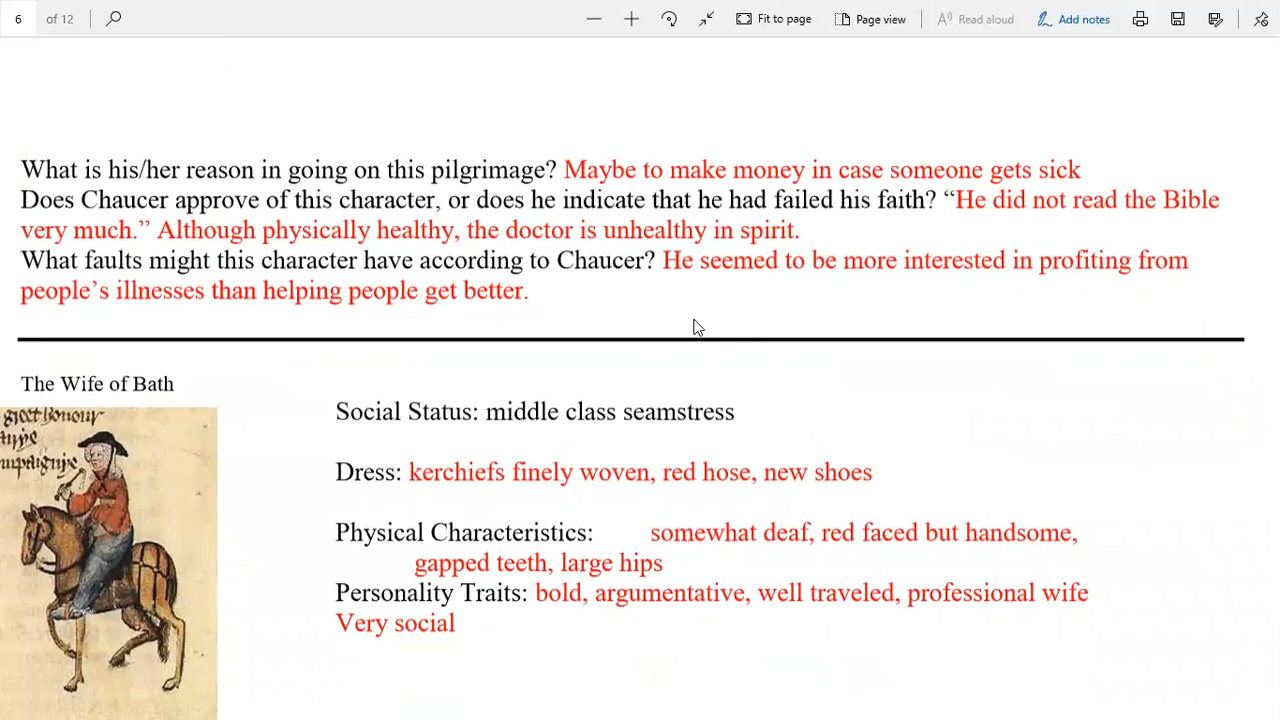 6 of 12 Fit to page Page view Read aloud Add notes
What is his/her reason in going on this pilgrimage? Maybe to make money in case someone gets sick
Does Chaucer approve of this character, or does he indicate that he had failed his faith? “He did not read the Bible
very much.” Although physically healthy, the doctor is unhealthy in spirit.
What faults might this character have according to Chaucer? He seemed to be more interested in profiting from
people’s illnesses than helping people get better.
The Wife of Bath
Social Status: middle class seamstress
Dress: kerchiefs finely woven, red hose, new shoes
Physical Characteristics: somewhat deaf, red faced but handsome,
gapped teeth, large hips
Personality Traits: bold, argumentative, well traveled, professional wife
Very social